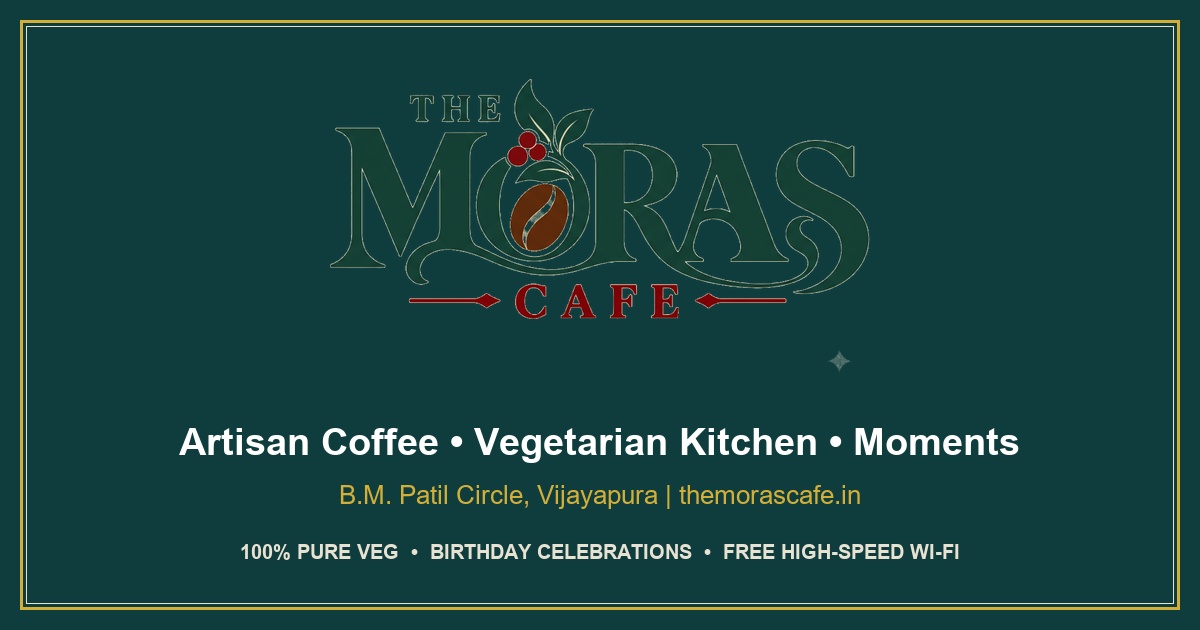 THE
MORAS
CAFE
Artisan Coffee • Vegetarian Kitchen • Moments
B.M. Patil Circle, Vijayapura | themorascafe.in
100% PURE VEG • BIRTHDAY CELEBRATIONS • FREE HIGH-SPEED WI-FI